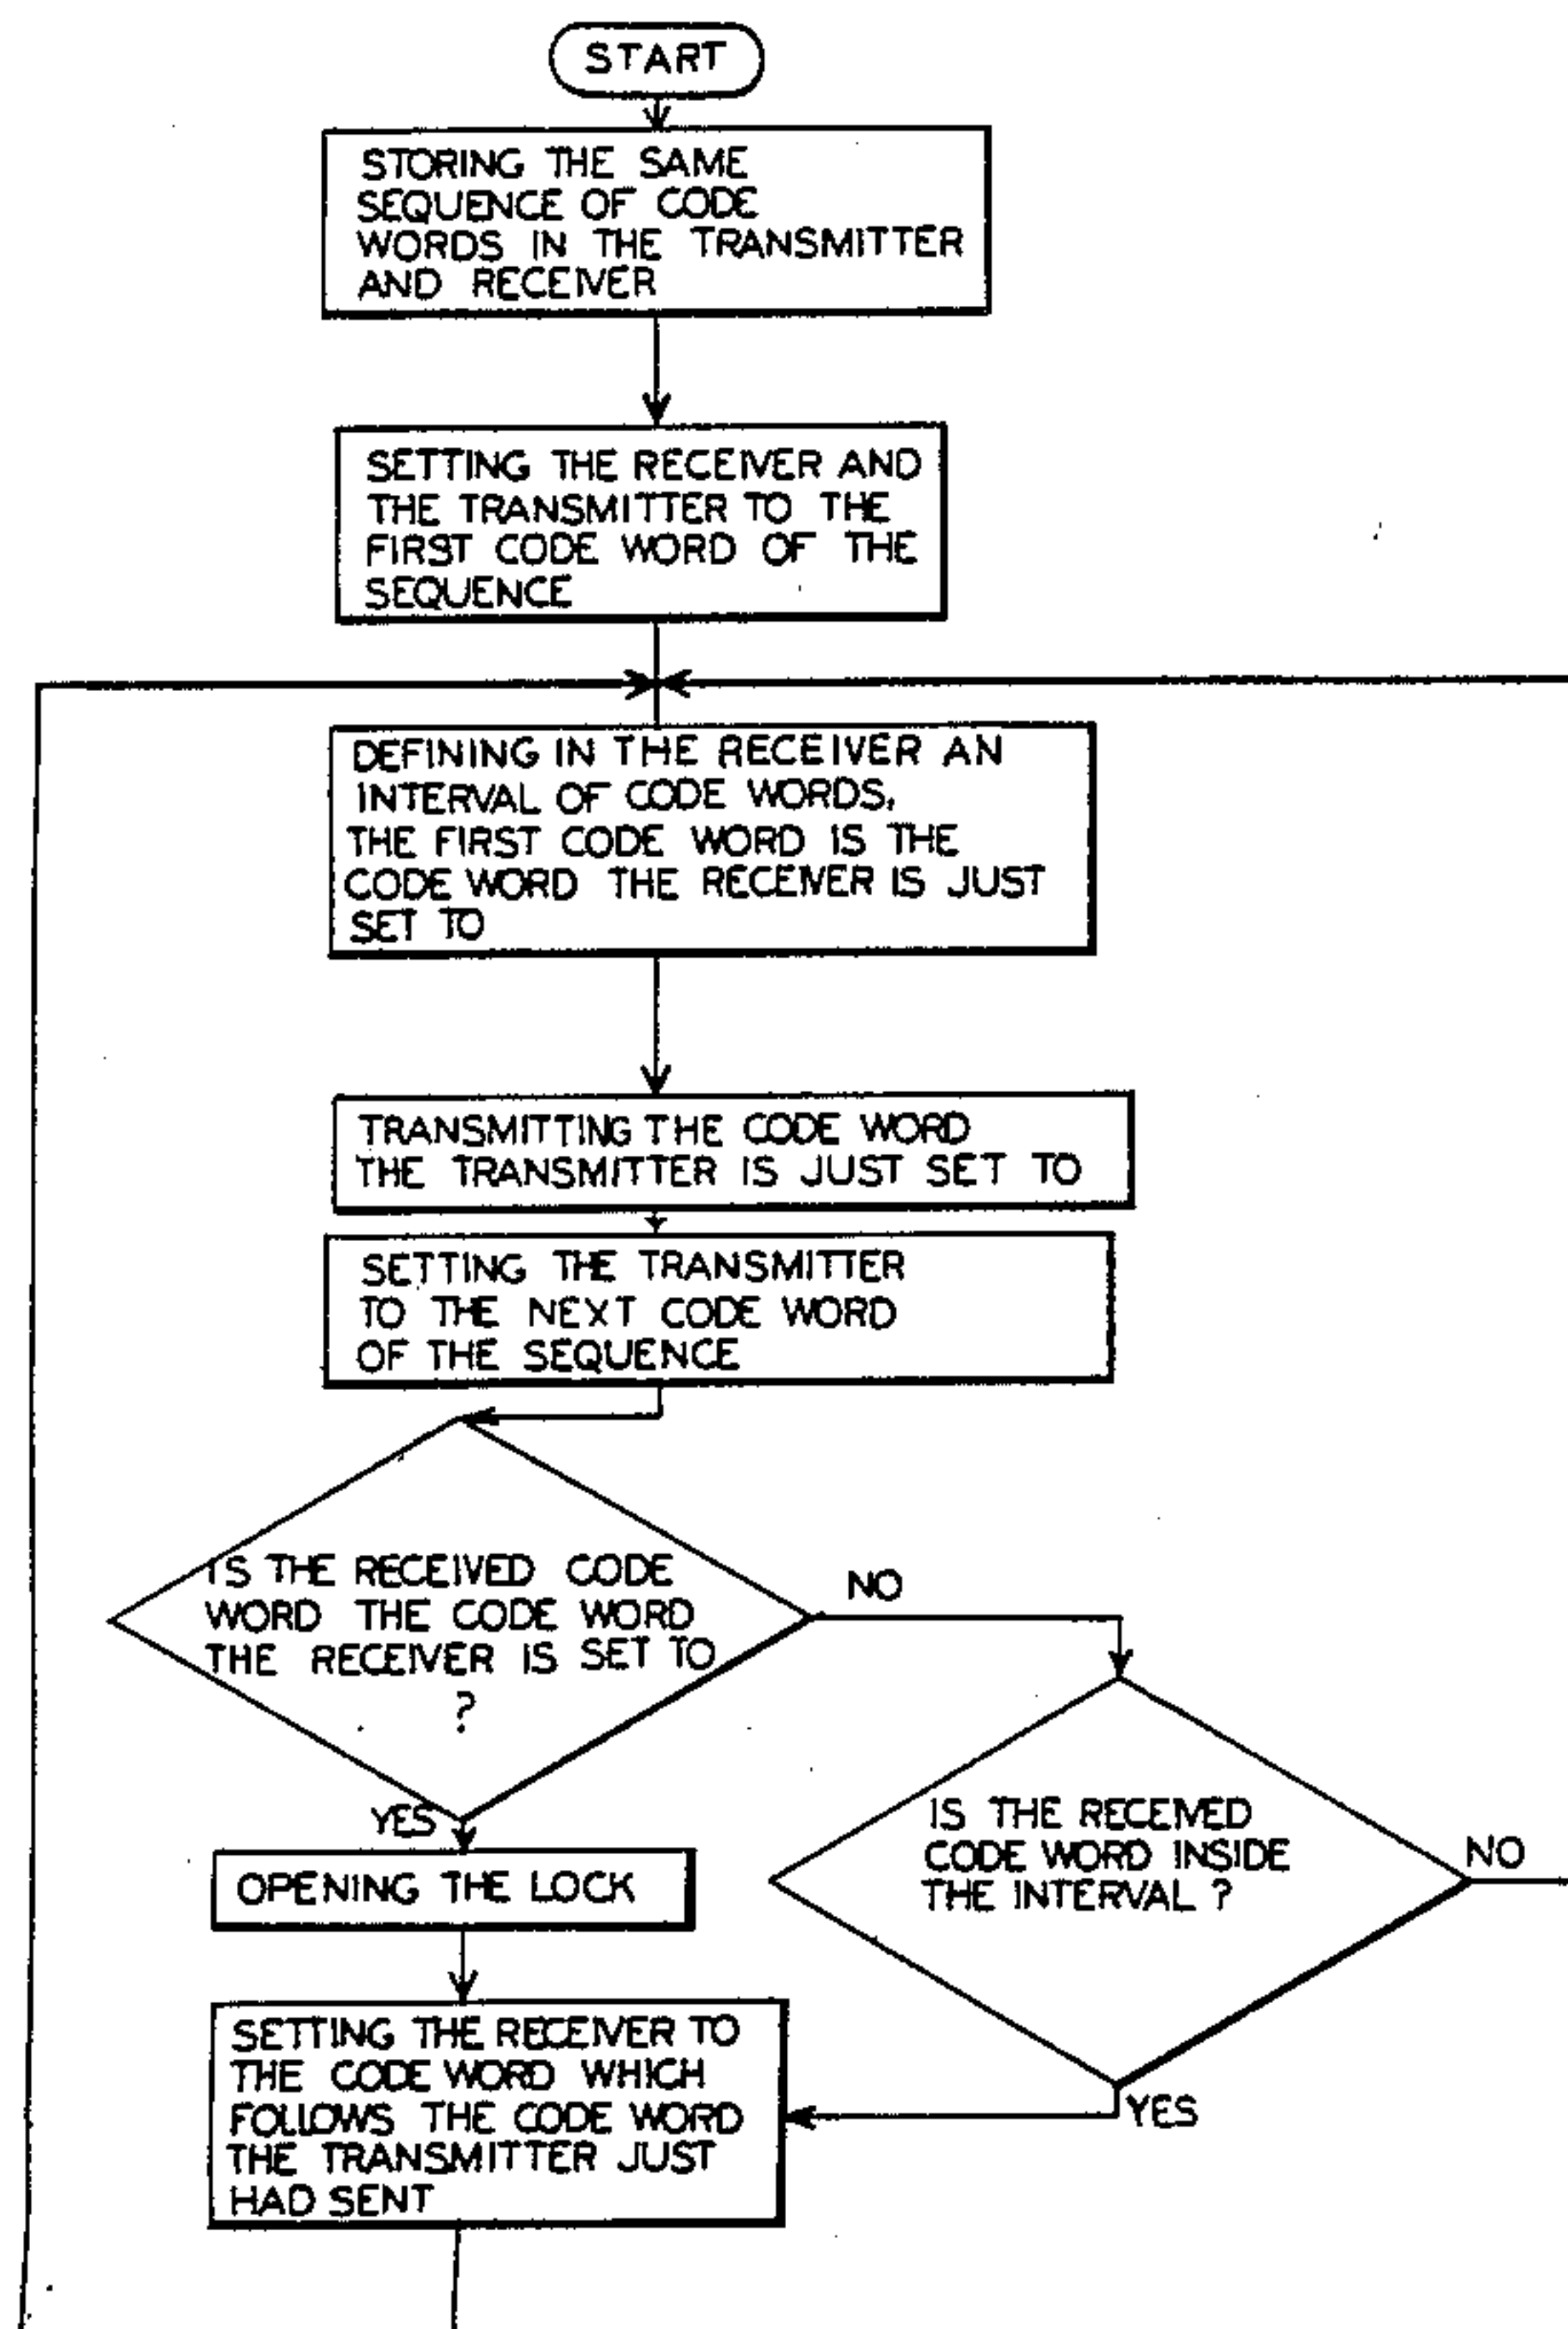 START
STORING THE SAME
SEQUENCE OF CODE
WORDS IN THE TRANSMITTER
AND RECEIVER
SETTING THE RECEIVER AND
THE TRANSMITTER TO THE
FIRST CODE WORD OF THE
SEQUENCE
DEFINING IN THE RECEIVER AN
INTERVAL OF CODE WORDS,
THE FIRST CODE WORD IS THE
CODE WORD THE RECEIVER IS JUST
SET TO
TRANSMITTING THE CODE WORD
THE TRANSMITTER IS JUST SET TO
SETTING THE TRANSMITTER
TO THE NEXT CODE WORD
OF THE SEQUENCE
IS THE RECEIVED CODE
WORD THE CODE WORD
THE RECEIVER IS SET TO
?
NO
YES
IS THE RECEIVED
CODE WORD INSIDE
THE INTERVAL ?
NO
OPENING THE LOCK
SETTING THE RECEIVER TO
THE CODE WORD WHICH
FOLLOWS THE CODE WORD
THE TRANSMITTER JUST
HAD SENT
YES